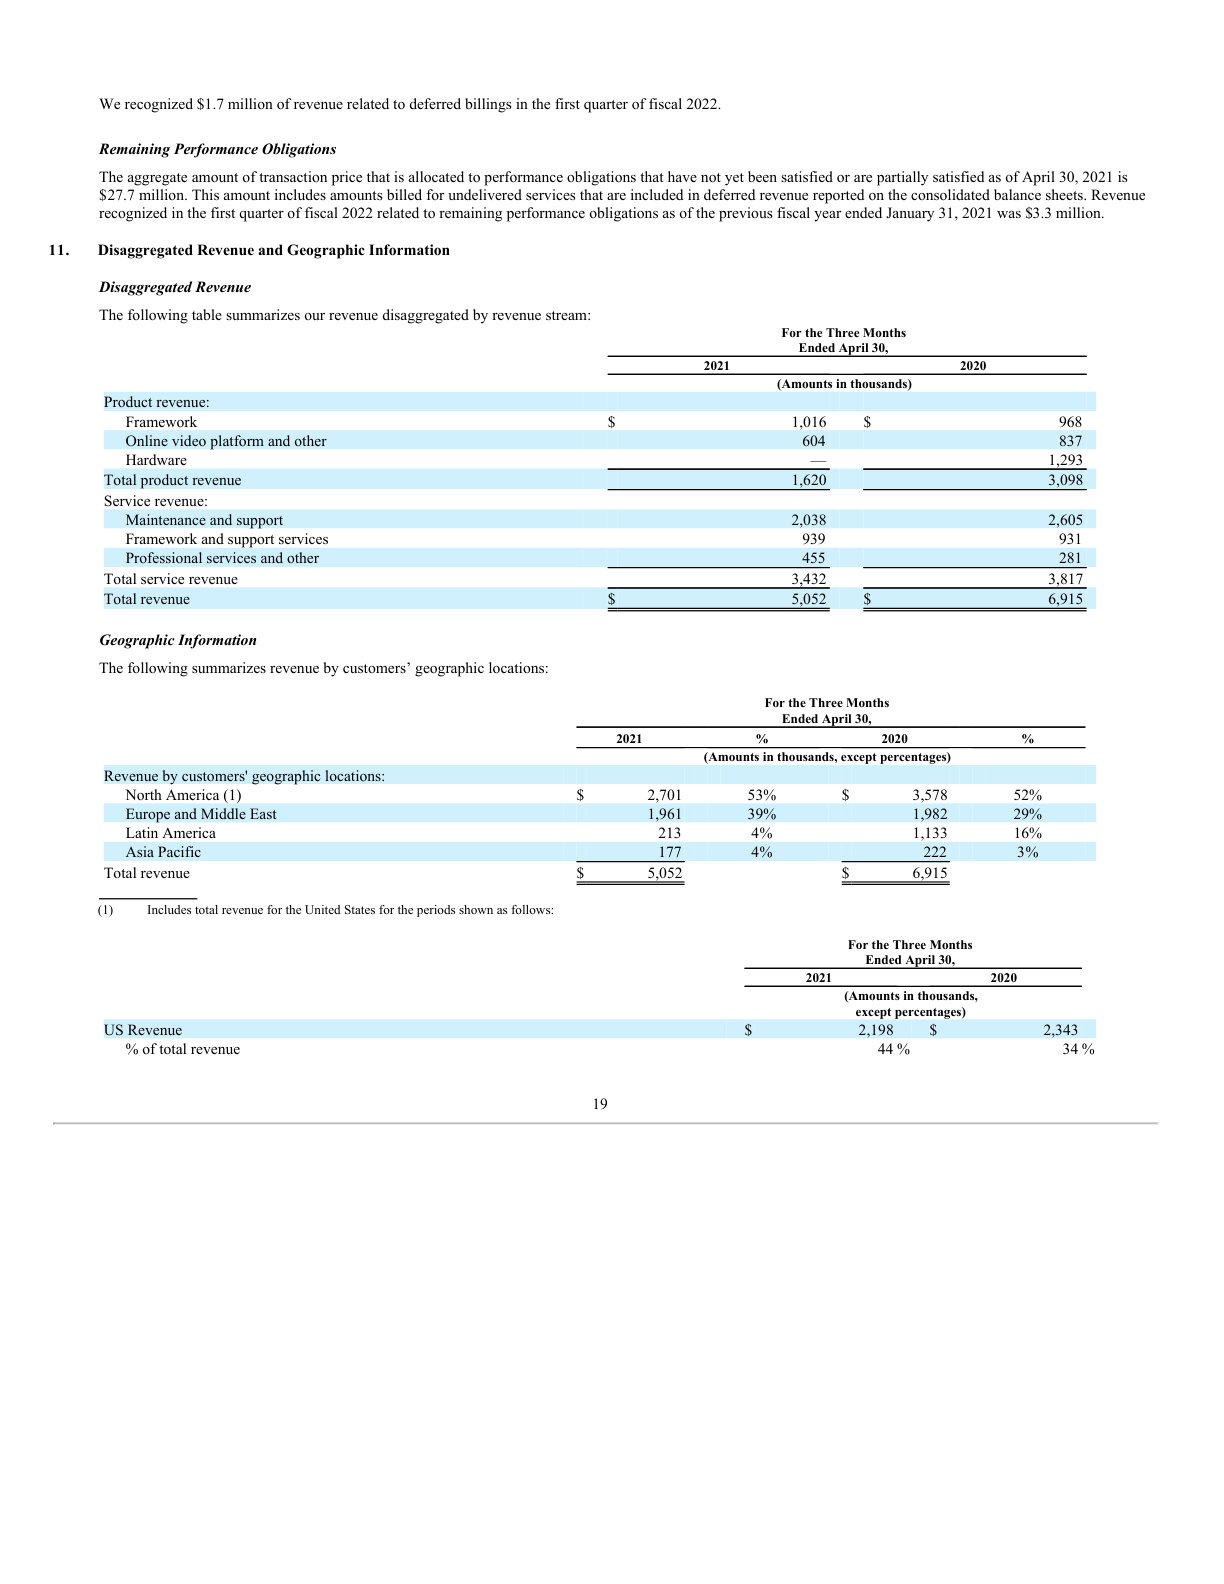 We recognized $1.7 million of revenue related to deferred billings in the first quarter of fiscal 2022.
Remaining Performance Obligations
The aggregate amount of transaction price that is allocated to performance obligations that have not yet been satisfied or are partially satisfied as of April 30, 2021 is
$27.7 million. This amount includes amounts billed for undelivered services that are included in deferred revenue reported on the consolidated balance sheets. Revenue
recognized in the first quarter of fiscal 2022 related to remaining performance obligations as of the previous fiscal year ended January 31, 2021 was $3.3 million.
11. Disaggregated Revenue and Geographic Information
Disaggregated Revenue
The following table summarizes our revenue disaggregated by revenue stream:
For the Three Months
Ended April 30,
2021 2020
(Amounts in thousands)
Product revenue:
Framework $ 1,016 $ 968
Online video platform and other 604 837
Hardware — 1,293
Total product revenue 1,620 3,098
Service revenue:
Maintenance and support 2,038 2,605
Framework and support services 939 931
Professional services and other 455 281
Total service revenue 3,432 3,817
Total revenue $ 5,052 $ 6,915
Geographic Information
The following summarizes revenue by customers’ geographic locations:
For the Three Months
Ended April 30,
2021 % 2020 %
(Amounts in thousands, except percentages)
Revenue by customers' geographic locations:
North America (1) $ 2,701 53% $ 3,578 52%
Europe and Middle East 1,961 39% 1,982 29%
Latin America 213 4% 1,133 16%
Asia Pacific 177 4% 222 3%
Total revenue $ 5,052 $ 6,915
(1) Includes total revenue for the United States for the periods shown as follows:
For the Three Months
Ended April 30,
2021 2020
(Amounts in thousands,
except percentages)
US Revenue $ 2,198 $ 2,343
% of total revenue 44 % 34 %
19